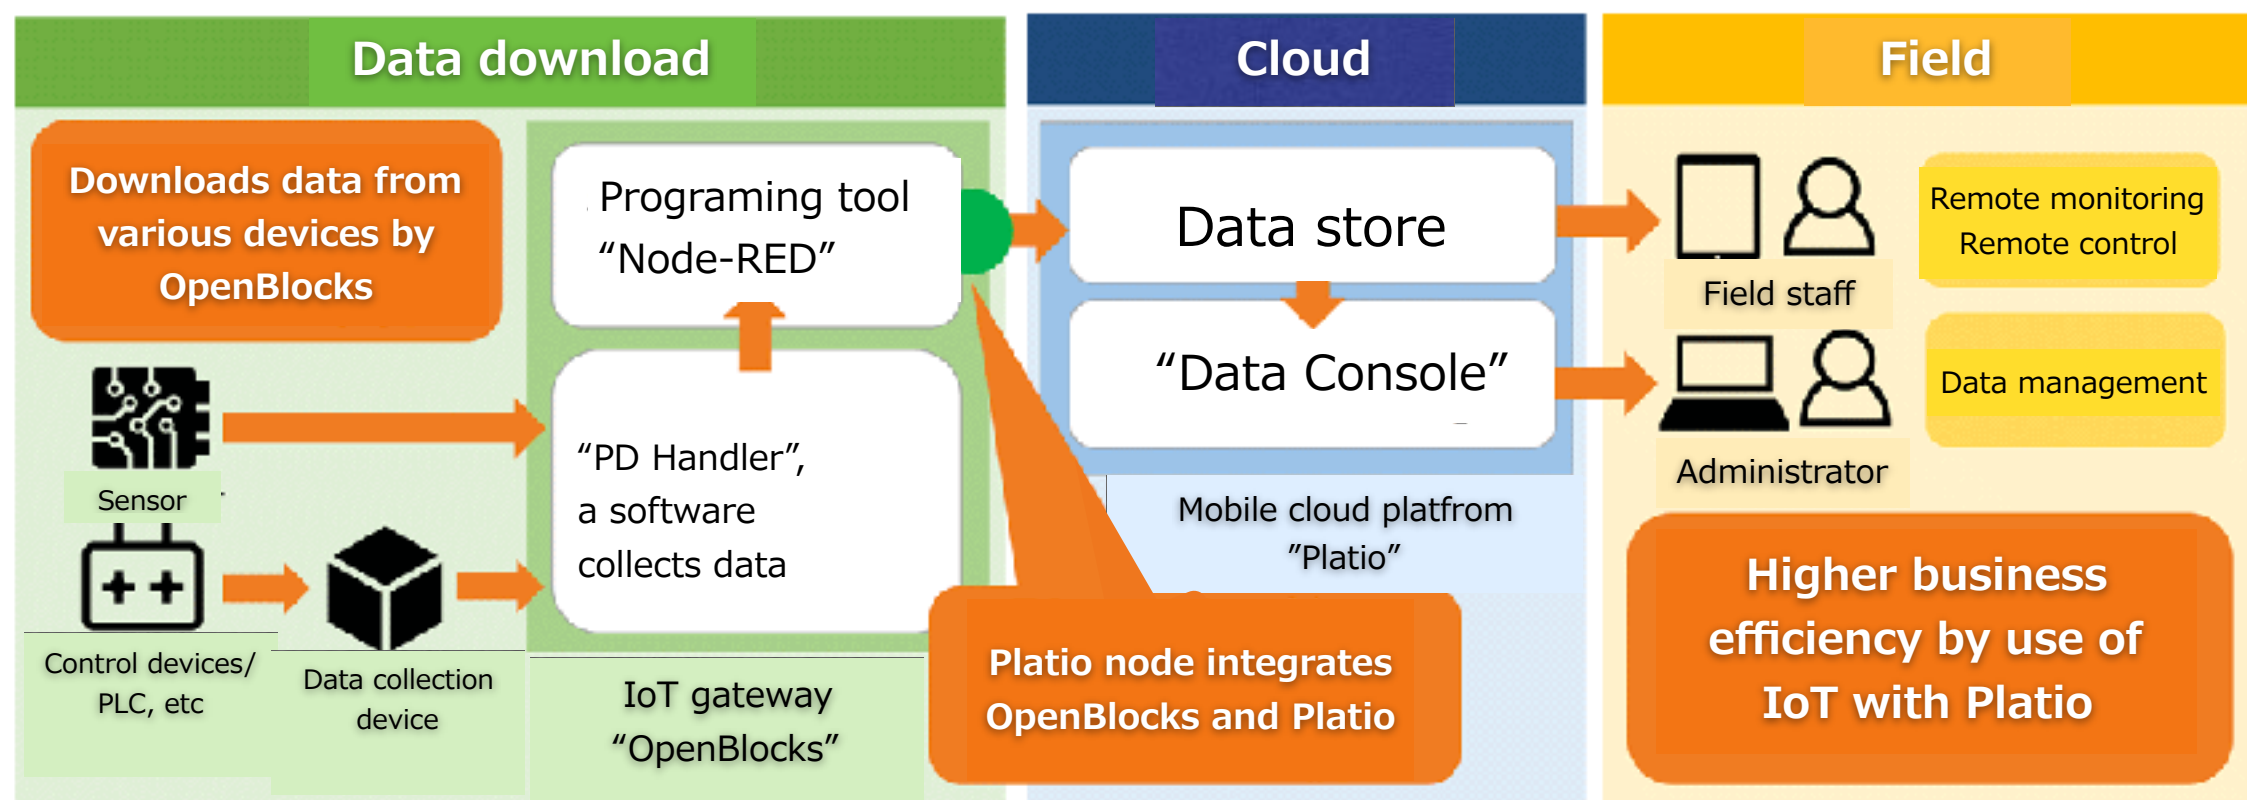 Data download
Downloads data from
various devices by
OpenBlocks
Programing tool
“Node-RED”
“PD Handler”,
a software
collects data
Sensor
Control devices/
PLC, etc
Data collection
device
IoT gateway
“OpenBlocks”
Platio node integrates
OpenBlocks and Platio
Cloud
Data store
“Data Console”
Mobile cloud platfrom
”Platio”
Field
Field staff
Remote monitoring
Remote control
Administrator
Data management
Higher business
efficiency by use of
IoT with Platio